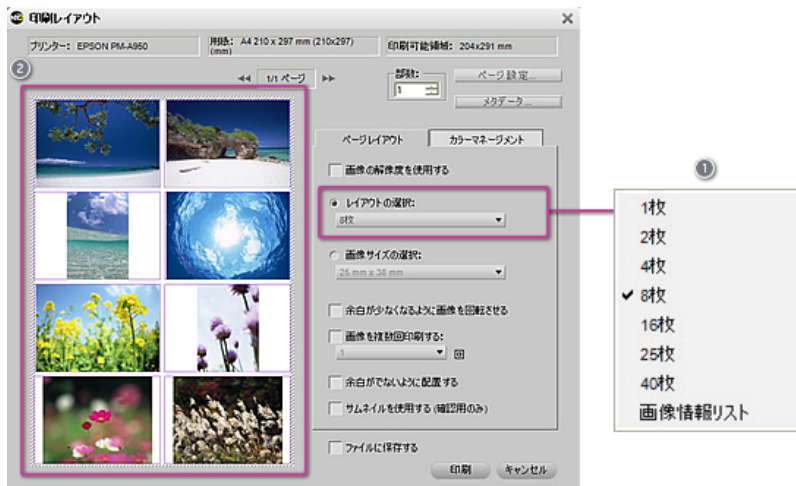 印刷レイアウト
プリンター： EPSON PM-A950
用紙： A4 210 x 297 mm (210x297)
(mm)
印刷可能領域： 204x291 mm
2
1/1 ページ
部数：
1
ページ設定...
メタデータ...
ページレイアウト
カラーマネージメント
画像の解像度を使用する
レイアウトの選択：
8枚
画像サイズの選択：
25 mm x 38 mm
余白が少なくなるように画像を回転させる
画像を複数回印刷する：
1
余白がでないように配置する
サムネイルを使用する (確認用のみ)
ファイルに保存する
印刷
キャンセル
1
1枚
2枚
4枚
8枚
16枚
25枚
40枚
画像情報リスト